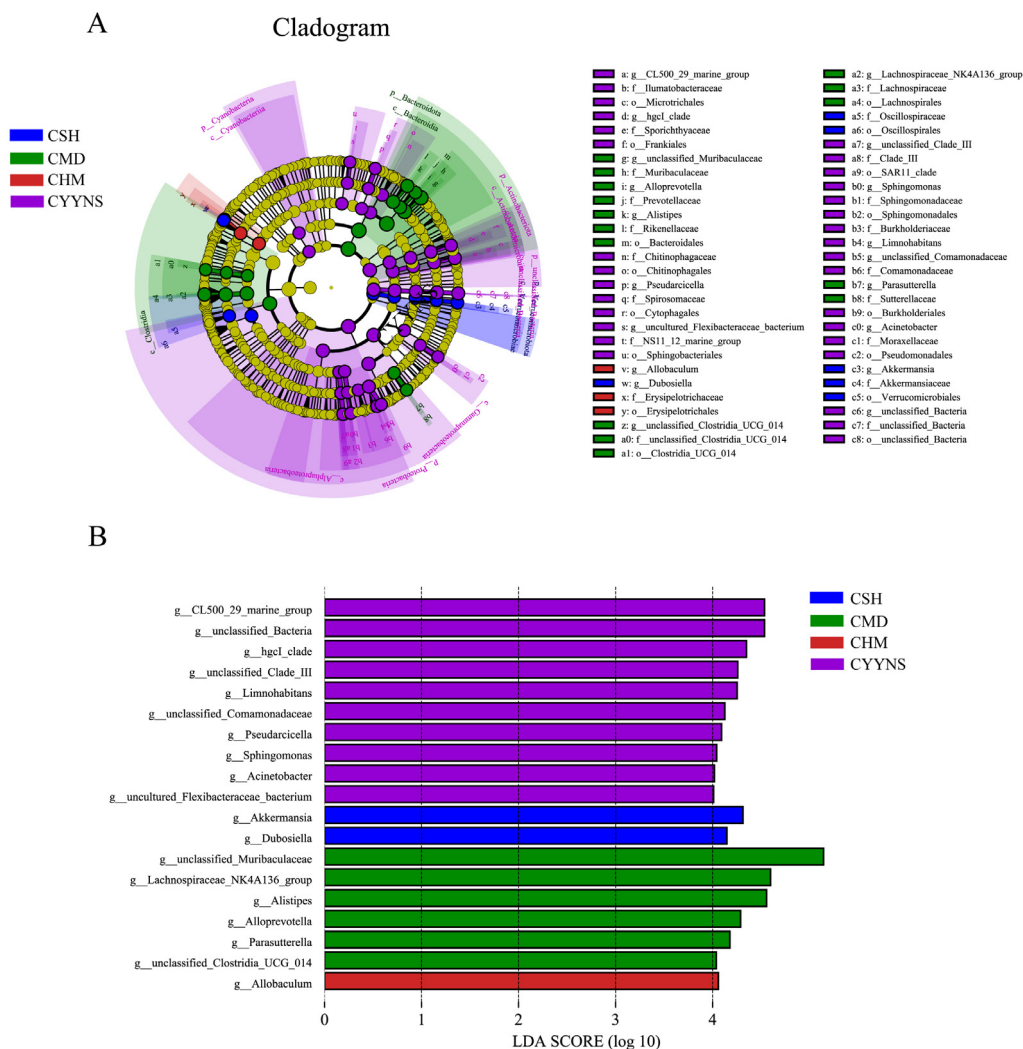 A
Cladogram
CSH
CMD
CHM
CYYNS
p__Cyanobacteria
c__Cyanobacteriia
p__Bacteroidota
c__Bacteroidia
p__Actinobacteriota
c__Clostridia
c__Gammaproteobacteria
p__Proteobacteria
c__Alphaproteobacteria
a: g__CL500_29_marine_group
b: f__Ilumatobacteraceae
c: o__Microtrichales
d: g__hgcI_clade
e: f__Sporichthyaceae
f: o__Frankiales
g: g__unclassified_Muribaculaceae
h: f__Muribaculaceae
i: g__Alloprevotella
j: f__Prevotellaceae
k: g__Alistipes
l: f__Rikenellaceae
m: o__Bacteroidales
n: f__Chitinophagaceae
o: o__Chitinophagales
p: g__Pseudarcicella
q: f__Spirosomaceae
r: o__Cytophagales
s: g__uncultured_Flexibacteraceae_bacterium
t: f__NS11_12_marine_group
u: o__Sphingobacteriales
v: g__Allobaculum
w: g__Dubosiella
x: f__Erysipelotrichaceae
y: o__Erysipelotrichales
z: g__unclassified_Clostridia_UCG_014
a0: f__unclassified_Clostridia_UCG_014
a1: o__Clostridia_UCG_014
a2: g__Lachnospiraceae_NK4A136_group
a3: f__Lachnospiraceae
a4: o__Lachnospirales
a5: f__Oscillospiraceae
a6: o__Oscillospirales
a7: g__unclassified_Clade_III
a8: f__Clade_III
a9: o__SAR11_clade
b0: g__Sphingomonas
b1: f__Sphingomonadaceae
b2: o__Sphingomonadales
b3: f__Burkholderiaceae
b4: g__Limnohabitans
b5: g__unclassified_Comamonadaceae
b6: f__Comamonadaceae
b7: g__Parasutterella
b8: f__Sutterellaceae
b9: o__Burkholderiales
c0: g__Acinetobacter
c1: f__Moraxellaceae
c2: o__Pseudomonadales
c3: g__Akkermansia
c4: f__Akkermansiaceae
c5: o__Verrucomicrobiales
c6: g__unclassified_Bacteria
c7: f__unclassified_Bacteria
c8: o__unclassified_Bacteria
B
g__CL500_29_marine_group
g__unclassified_Bacteria
g__hgcI_clade
g__unclassified_Clade_III
g__Limnohabitans
g__unclassified_Comamonadaceae
g__Pseudarcicella
g__Sphingomonas
g__Acinetobacter
g__uncultured_Flexibacteraceae_bacterium
g__Akkermansia
g__Dubosiella
g__unclassified_Muribaculaceae
g__Lachnospiraceae_NK4A136_group
g__Alistipes
g__Alloprevotella
g__Parasutterella
g__unclassified_Clostridia_UCG_014
g__Allobaculum
CSH
CMD
CHM
CYYNS
0 1 2 3 4
LDA SCORE (log 10)